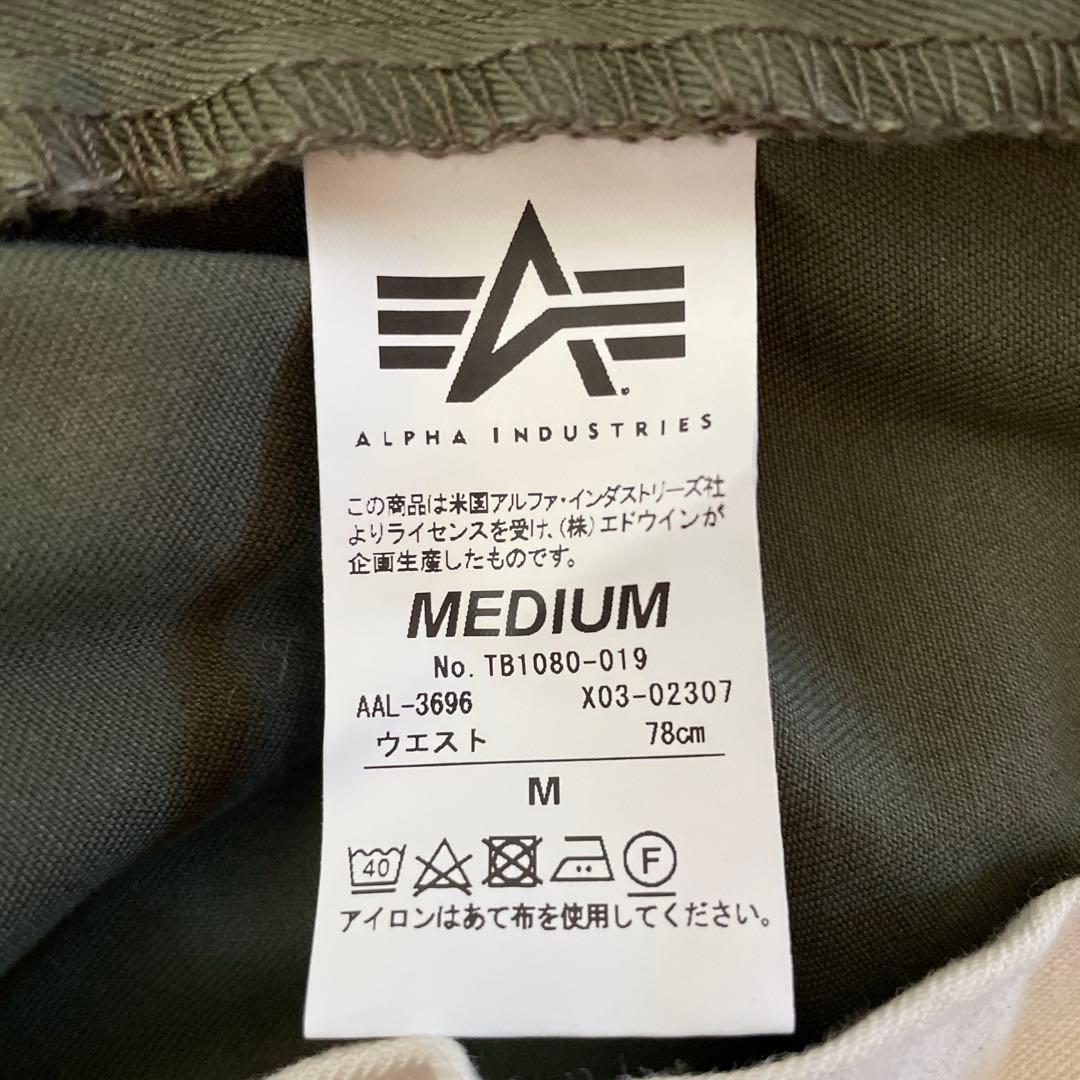 ALPHA INDUSTRIES
この商品は米国アルファ・インダストリーズ社
よりライセンスを受け、(株)エドウインが
企画生産したものです。
MEDIUM
No. TB1080-019
AAL-3696 X03-02307
ウエスト 78cm
M
40 F
アイロンはあて布を使用してください。